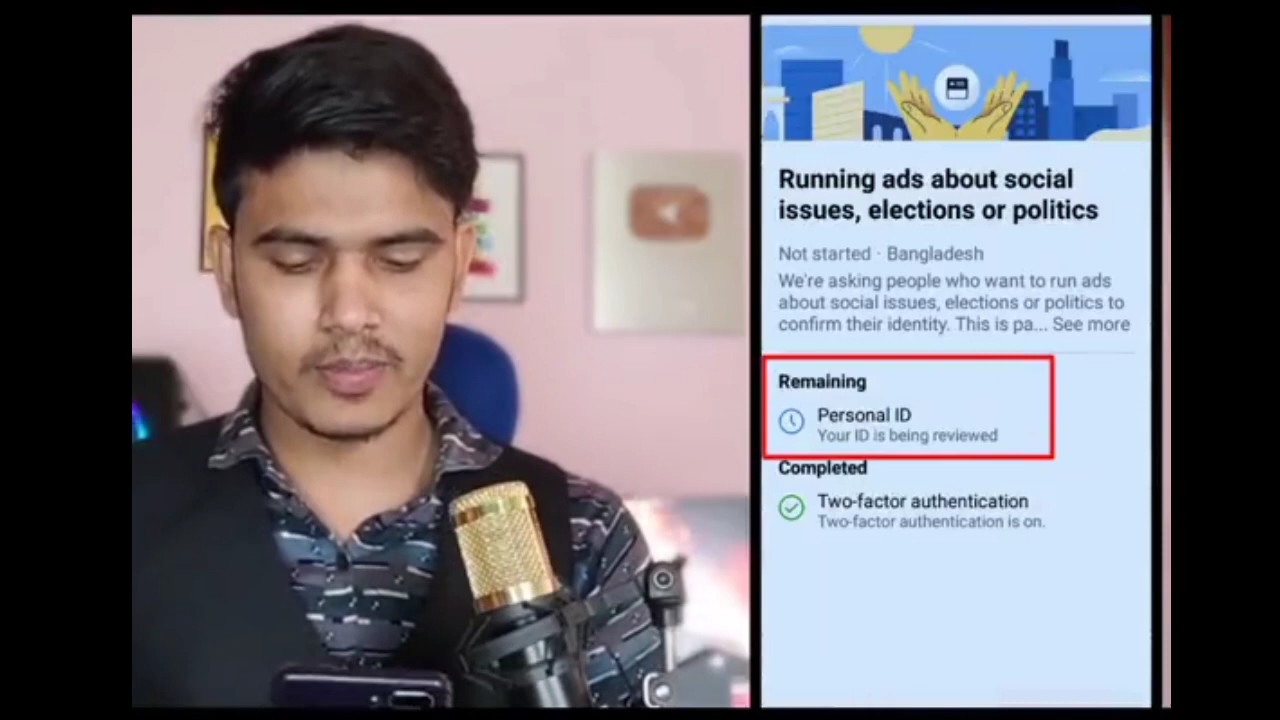 Running ads about social
issues, elections or politics
Not started · Bangladesh
We're asking people who want to run ads
about social issues, elections or politics to
confirm their identity. This is pa... See more
Remaining
Personal ID
Your ID is being reviewed
Completed
Two-factor authentication
Two-factor authentication is on.